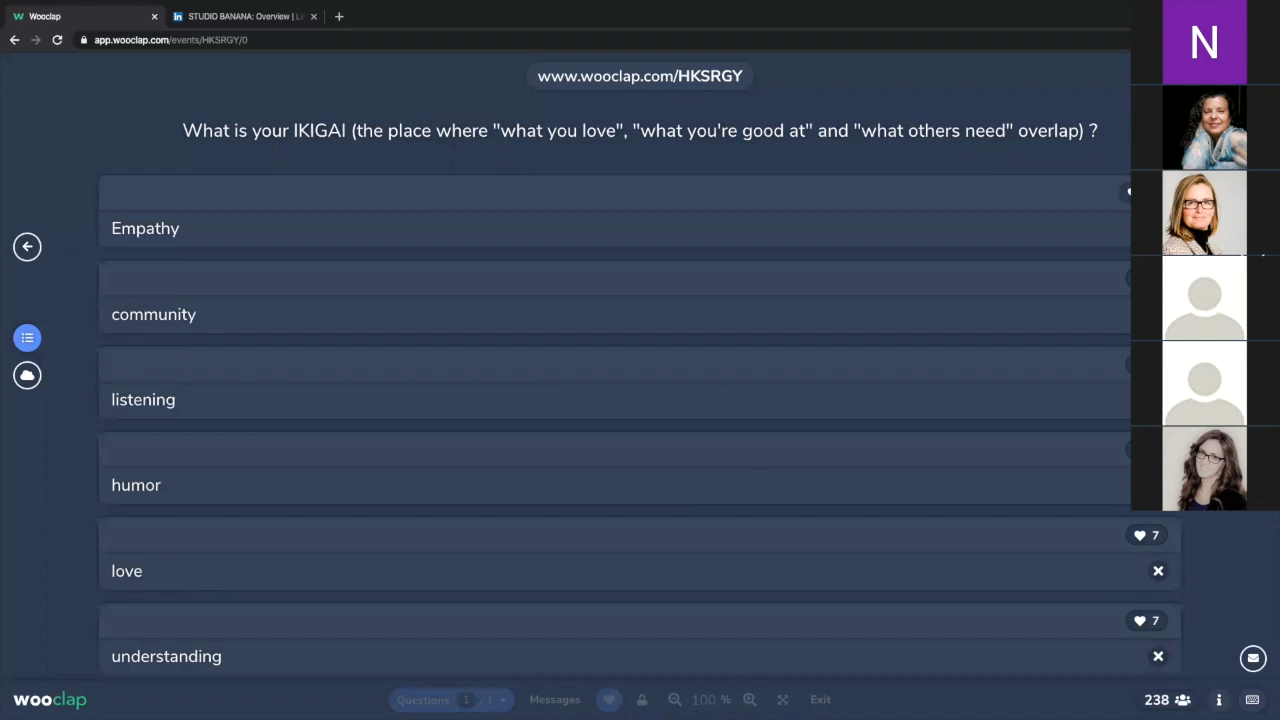 Wooclap
STUDIO BANANA: Overview | Li
app.wooclap.com/events/HKSRGY/0
www.wooclap.com/HKSRGY
N
What is your IKIGAI (the place where "what you love", "what you're good at" and "what others need" overlap) ?
Empathy
community
listening
humor
7
love
7
understanding
wooclap
Questions 1 / 1 Messages 100 % Exit
238